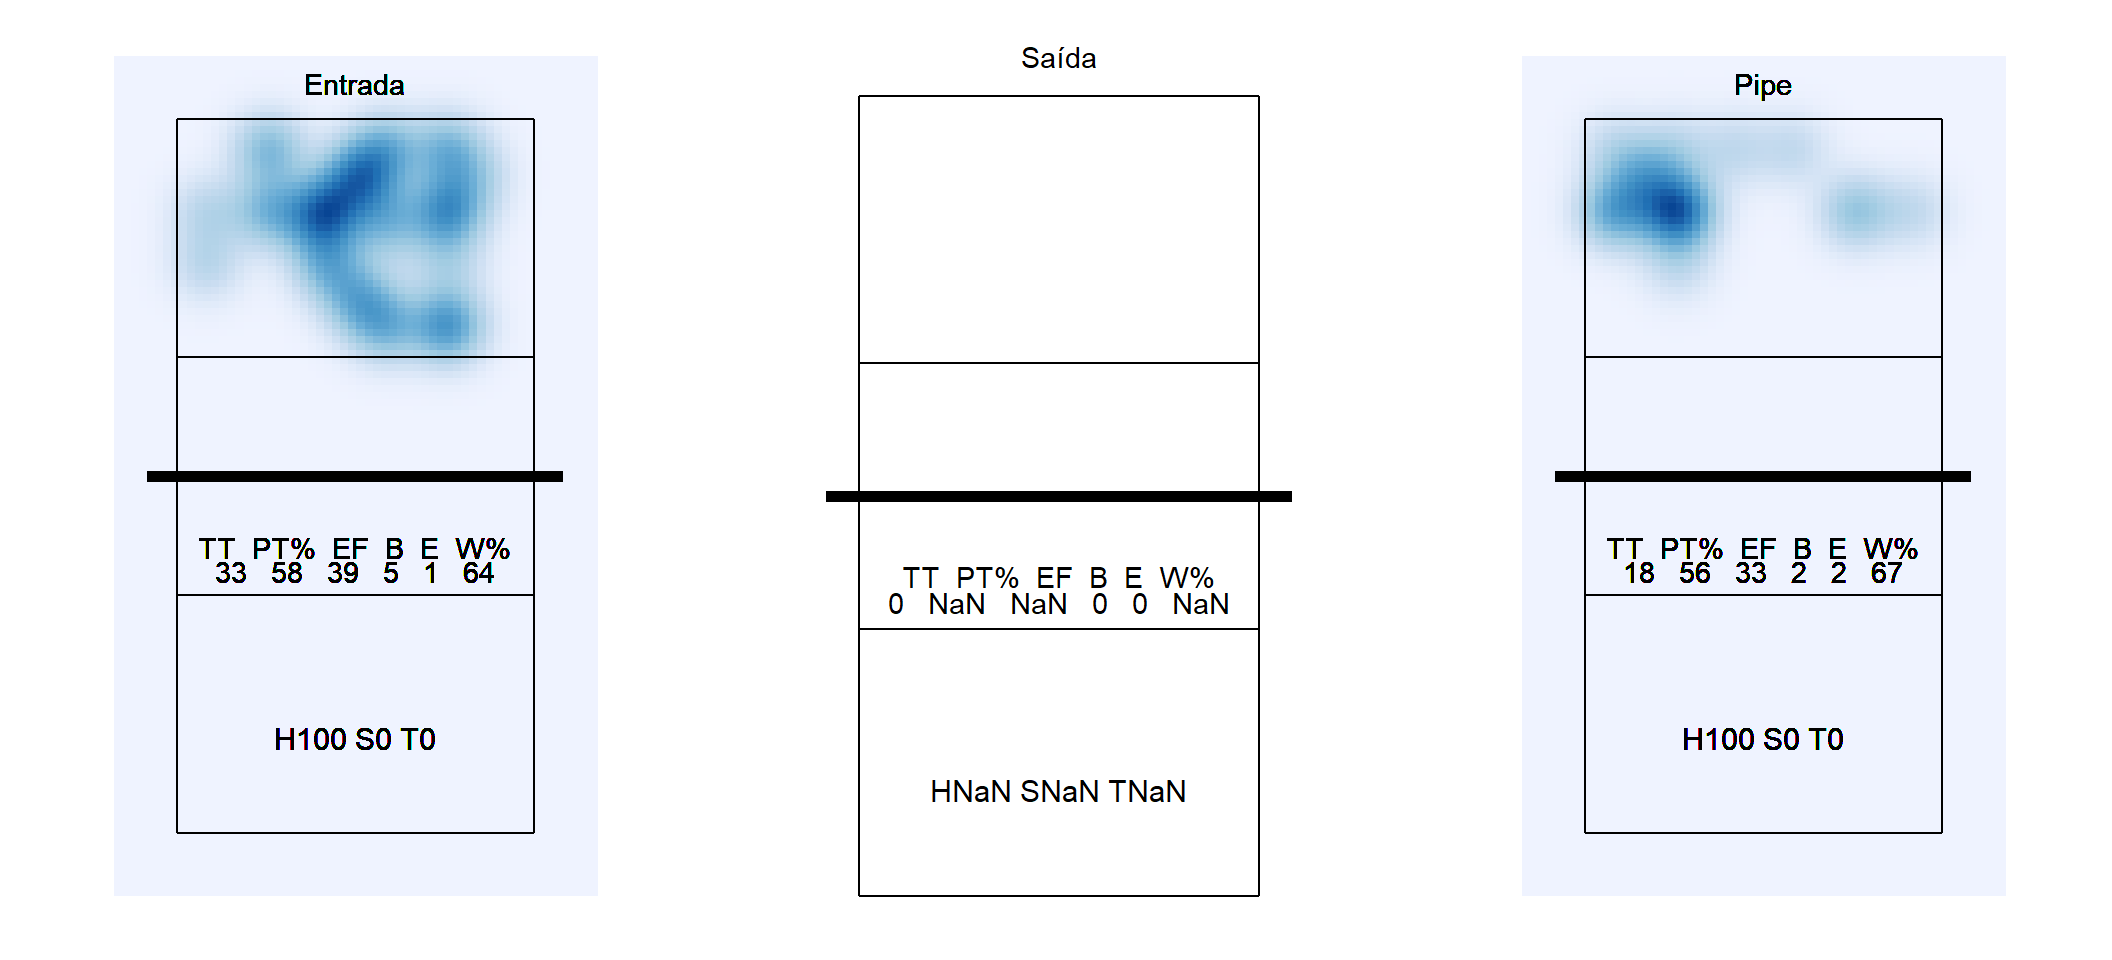 Entrada
TT PT% EF B E W%
33 58 39 5 1 64
H100 S0 T0
Saída
TT PT% EF B E W%
0 NaN NaN 0 0 NaN
HNaN SNaN TNaN
Pipe
TT PT% EF B E W%
18 56 33 2 2 67
H100 S0 T0